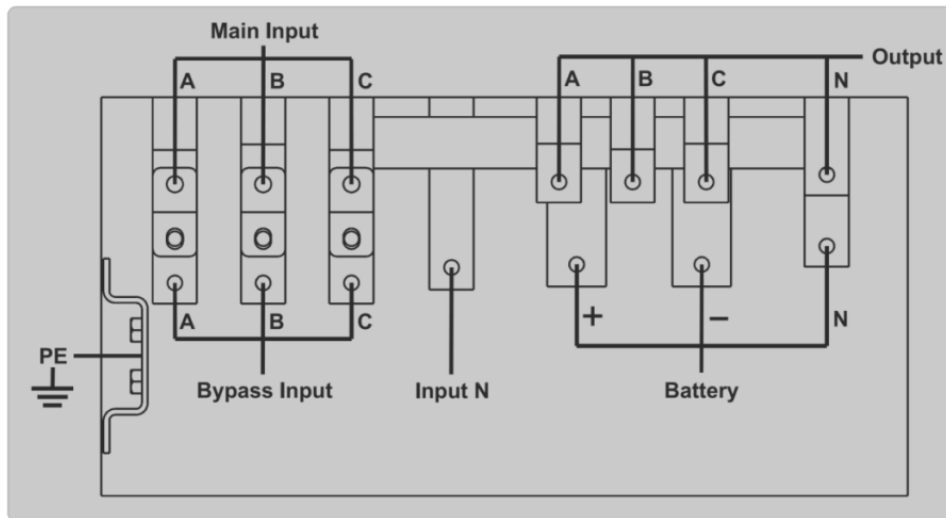 Main Input
Output
A B C
A B C N
+ − N
A B C
PE
Bypass Input
Input N
Battery